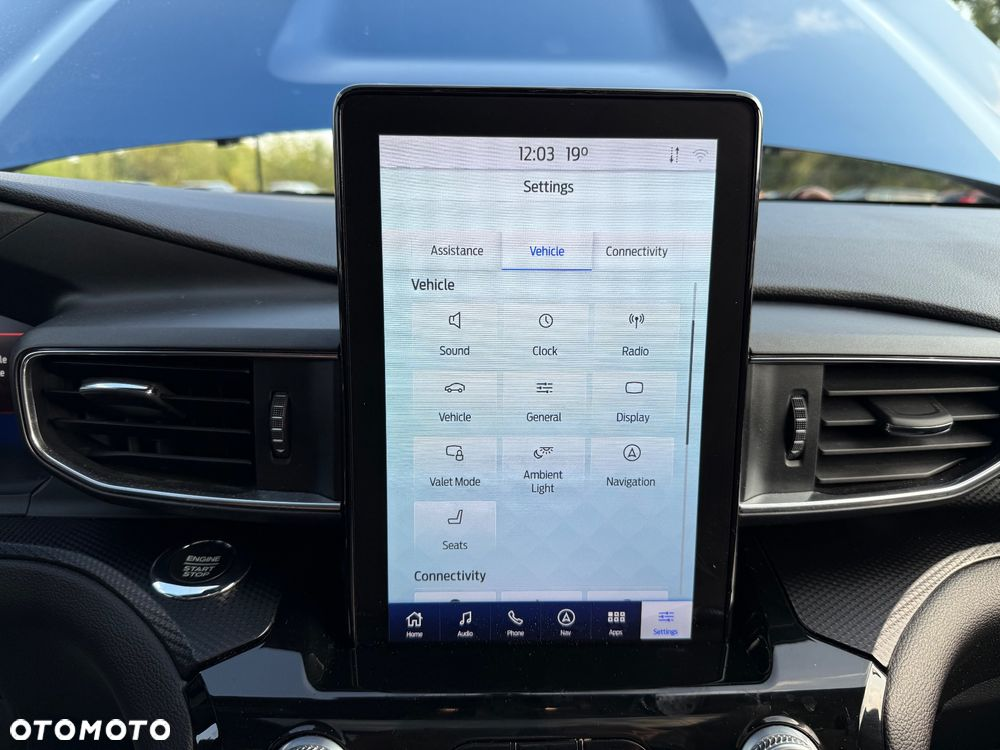 12:03 19°
Settings
Assistance Vehicle Connectivity
Vehicle
Sound Clock Radio
Vehicle General Display
Valet Mode Ambient Light Navigation
Seats
Connectivity
Home Audio Phone Nav Apps Settings
ENGINE
START
STOP
OTOMOTO